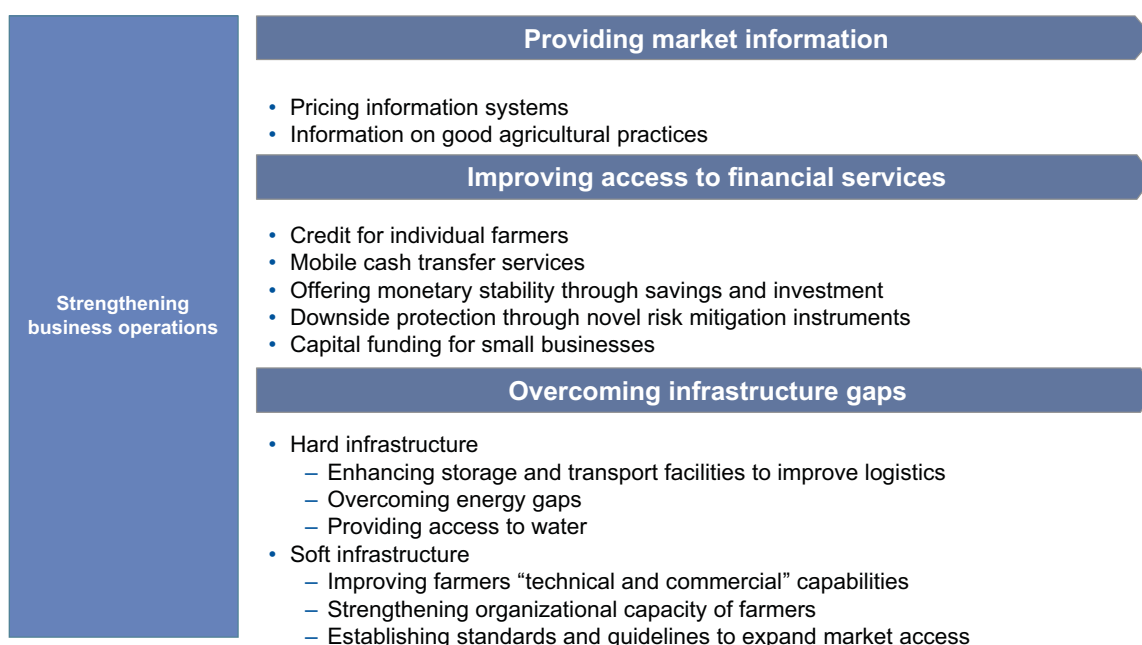 Strengthening
business operations
Providing market information
• Pricing information systems
• Information on good agricultural practices
Improving access to financial services
• Credit for individual farmers
• Mobile cash transfer services
• Offering monetary stability through savings and investment
• Downside protection through novel risk mitigation instruments
• Capital funding for small businesses
Overcoming infrastructure gaps
• Hard infrastructure
– Enhancing storage and transport facilities to improve logistics
– Overcoming energy gaps
– Providing access to water
• Soft infrastructure
– Improving farmers “technical and commercial” capabilities
– Strengthening organizational capacity of farmers
– Establishing standards and guidelines to expand market access